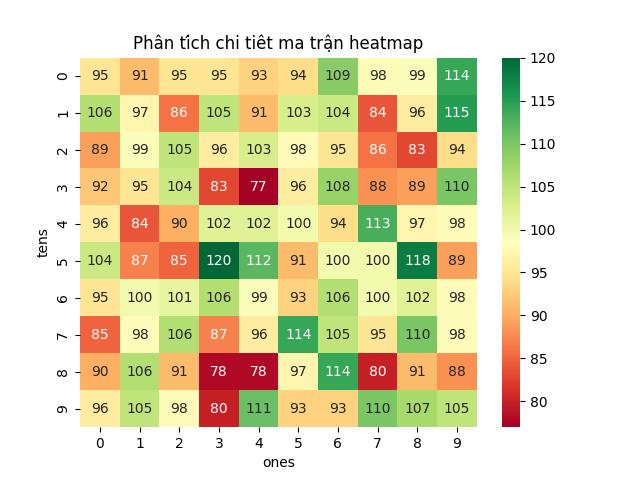 Phân tích chi tiêt ma trận heatmap
0 95 91 95 95 93 94 109 98 99 114
1 106 97 86 105 91 103 104 84 96 115
2 89 99 105 96 103 98 95 86 83 94
3 92 95 104 83 77 96 108 88 89 110
4 96 84 90 102 102 100 94 113 97 98
5 104 87 85 120 112 91 100 100 118 89
6 95 100 101 106 99 93 106 100 102 98
7 85 98 106 87 96 114 105 95 110 98
8 90 106 91 78 78 97 114 80 91 88
9 96 105 98 80 111 93 93 110 107 105
0 1 2 3 4 5 6 7 8 9
ones
tens
120
115
110
105
100
95
90
85
80